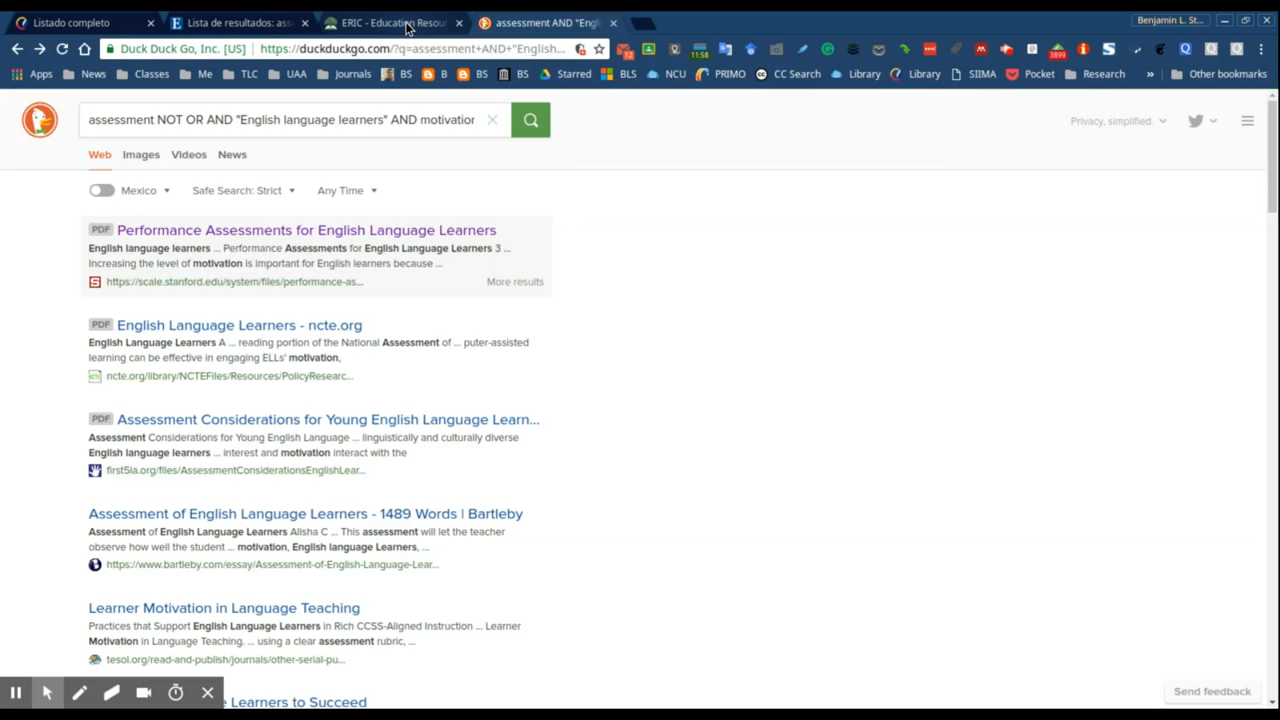 Listado completo
Lista de resultados: ass
ERIC - Education Resour
assessment AND "Engli
Benjamin L. St...
Duck Duck Go, Inc. [US]
https://duckduckgo.com/?q=assessment+AND+"English...
12
11:58
3899
Apps
News
Classes
Me
TLC
UAA
Journals
BS
B
BS
BS
Starred
BLS
NCU
PRIMO
CC Search
Library
Library
SIIMA
Pocket
Research
»
Other bookmarks
assessment NOT OR AND "English language learners" AND motivation
Privacy, simplified.
Web Images Videos News
Mexico
Safe Search: Strict
Any Time
PDF Performance Assessments for English Language Learners
English language learners ... Performance Assessments for English Language Learners 3 ...
Increasing the level of motivation is important for English learners because ...
https://scale.stanford.edu/system/files/performance-as...
More results
PDF English Language Learners - ncte.org
English Language Learners A ... reading portion of the National Assessment of ... puter-assisted
learning can be effective in engaging ELLs' motivation,
ncte.org/library/NCTEFiles/Resources/PolicyResearc...
PDF Assessment Considerations for Young English Language Learn...
Assessment Considerations for Young English Language ... linguistically and culturally diverse
English language learners ... interest and motivation interact with the
first5la.org/files/AssessmentConsiderationsEnglishLear...
Assessment of English Language Learners - 1489 Words | Bartleby
Assessment of English Language Learners Alisha C ... This assessment will let the teacher
observe how well the student ... motivation, English language Learners, ...
https://www.bartleby.com/essay/Assessment-of-English-Language-Lear...
Learner Motivation in Language Teaching
Practices that Support English Language Learners in Rich CCSS-Aligned Instruction ... Learner
Motivation in Language Teaching. ... using a clear assessment rubric, ...
tesol.org/read-and-publish/journals/other-serial-pu...
e Learners to Succeed
Send feedback